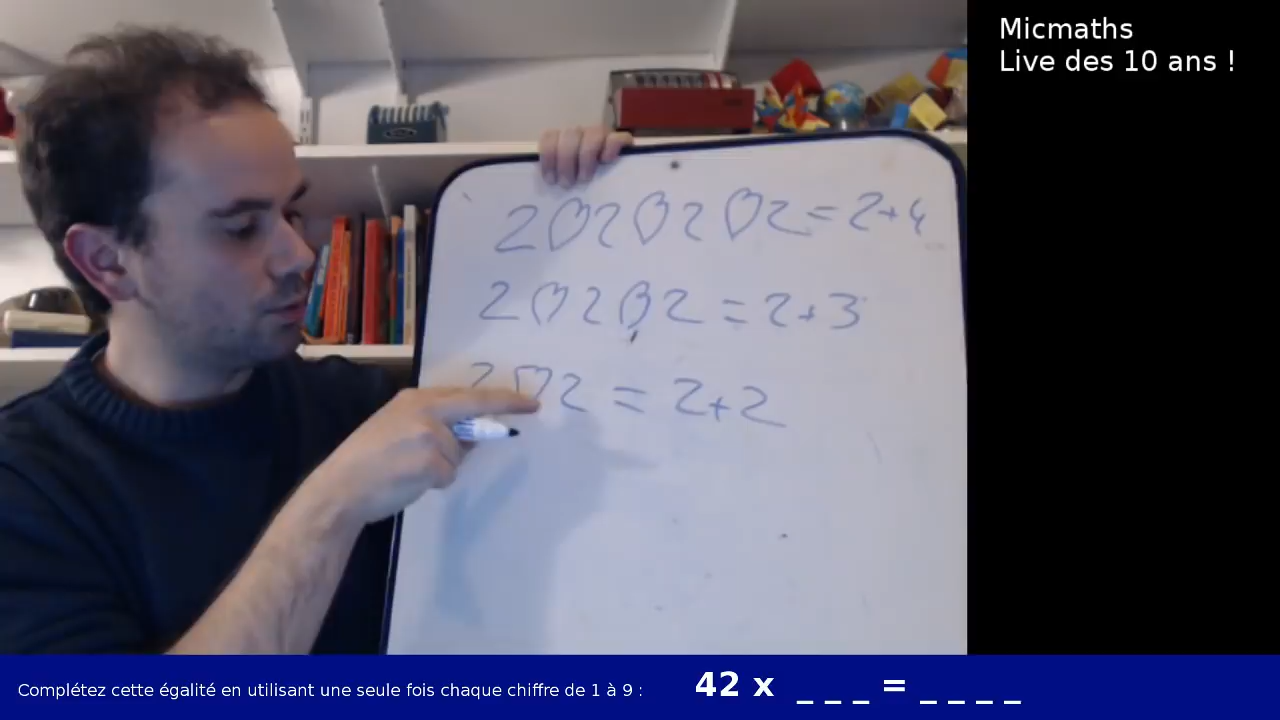 Micmaths
Live des 10 ans !
2♡2♡2♡2 = 2+4
2♡2♡2 = 2+3
2♡2 = 2+2
Complétez cette égalité en utilisant une seule fois chaque chiffre de 1 à 9 : 42 x _ _ _ = _ _ _ _